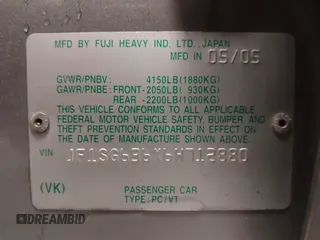 MFD BY FUJI HEAVY IND. LTD., JAPAN
MFD IN 05/05
GVWR/PNBV: 4150LB(1880KG)
GAWR/PNBE: FRONT-2050LB( 930KG)
REAR -2200LB(1000KG)
THIS VEHICLE CONFORMS TO ALL APPLICABLE
FEDERAL MOTOR VEHICLE SAFETY, BUMPER, AND
THEFT PREVENTION STANDARDS IN EFFECT ON
THE DATE OF MANUFACTURE SHOWN ABOVE.
VIN
(VK)
PASSENGER CAR
TYPE:PC/VT
DREAMBID